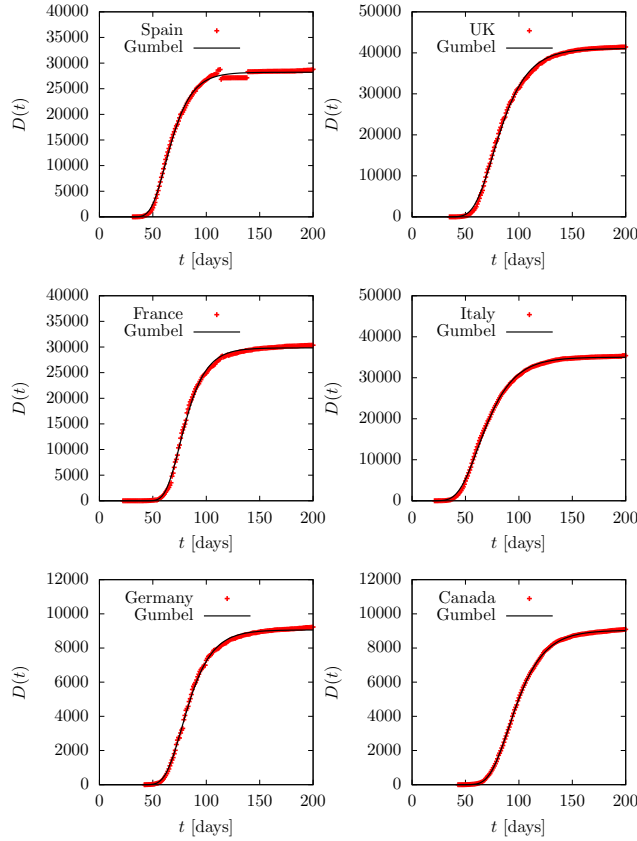 Spain
Gumbel
D(t)
40000
35000
30000
25000
20000
15000
10000
5000
0
0 50 100 150 200
t [days]
UK
Gumbel
D(t)
50000
40000
30000
20000
10000
0
0 50 100 150 200
t [days]
France
Gumbel
D(t)
40000
35000
30000
25000
20000
15000
10000
5000
0
0 50 100 150 200
t [days]
Italy
Gumbel
D(t)
50000
40000
30000
20000
10000
0
0 50 100 150 200
t [days]
Germany
Gumbel
D(t)
12000
10000
8000
6000
4000
2000
0
0 50 100 150 200
t [days]
Canada
Gumbel
D(t)
12000
10000
8000
6000
4000
2000
0
0 50 100 150 200
t [days]